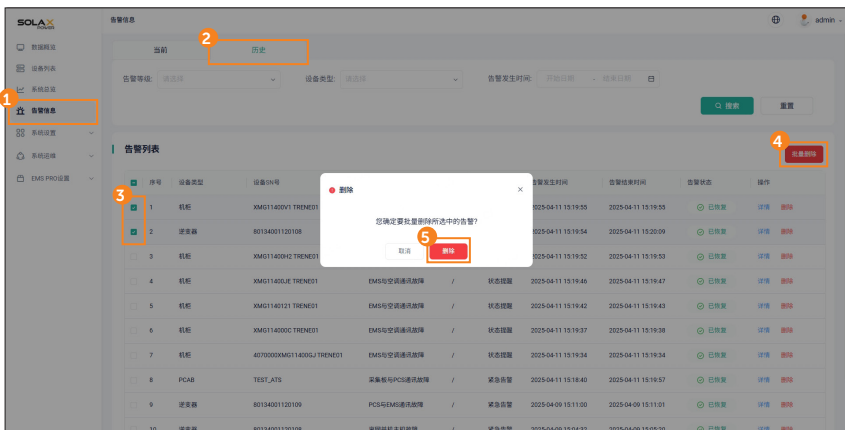 SOLAX
POWER
告警信息
admin
数据概览
设备列表
系统总览
1
告警信息
系统设置
系统运维
EMS PRO设置
2
当前
历史
告警等级:
请选择
设备类型:
请选择
告警发生时间:
开始日期
-
结束日期
搜索
重置
告警列表
4
批量删除
序号
设备类型
设备SN号
告警发生时间
告警结束时间
告警状态
操作
3
1 机柜 XMG11400V1 TRENE01 2025-04-11 15:19:55 2025-04-11 15:19:55 已恢复 详情 删除
2 逆变器 80134001120108 2025-04-11 15:19:54 2025-04-11 13:20:09 已恢复 详情 删除
3 机柜 XMG11400H2 TRENE01 2025-04-11 15:19:52 2025-04-11 15:19:53 已恢复 详情 删除
删除
您确定要批量删除所选中的告警?
5
取消
删除
4 机柜 XMG11400JE TRENE01 EMS与空调通讯故障 / 状态提醒 2025-04-11 15:19:46 2025-04-11 15:19:47 已恢复 详情 删除
5 机柜 XMG1140121 TRENE01 EMS与空调通讯故障 / 状态提醒 2025-04-11 15:19:42 2025-04-11 15:19:43 已恢复 详情 删除
6 机柜 XMG114000C TRENE01 EMS与空调通讯故障 / 状态提醒 2025-04-11 15:19:37 2025-04-11 15:19:38 已恢复 详情 删除
7 机柜 4070000XMG11400GJ TRENE01 EMS与空调通讯故障 / 状态提醒 2025-04-11 15:19:34 2025-04-11 15:19:34 已恢复 详情 删除
8 PCAB TEST_ATS 采集板与PCS通讯故障 / 紧急告警 2025-04-11 15:18:40 2025-04-11 15:19:57 已恢复 详情 删除
9 逆变器 80134001120109 PCS与EMS通讯故障 / 紧急告警 2025-04-09 15:11:00 2025-04-09 15:11:01 已恢复 详情 删除